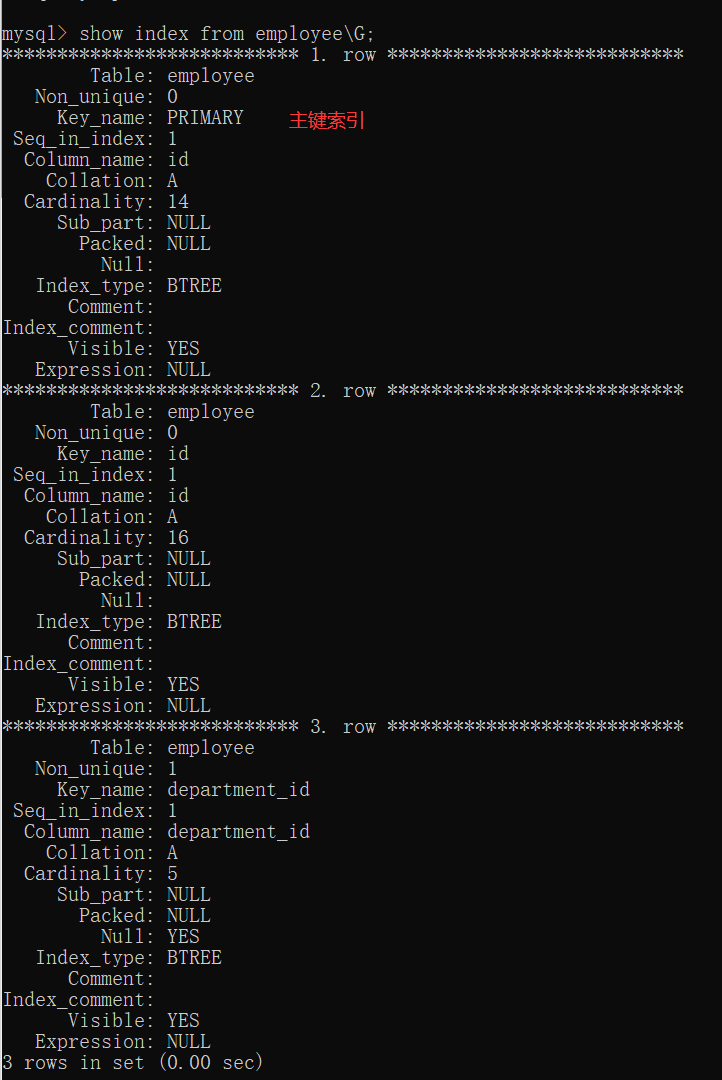 mysql> show index from employee\G;
*************************** 1. row ***************************
Table: employee
Non_unique: 0
Key_name: PRIMARY 主键索引
Seq_in_index: 1
Column_name: id
Collation: A
Cardinality: 14
Sub_part: NULL
Packed: NULL
Null:
Index_type: BTREE
Comment:
Index_comment:
Visible: YES
Expression: NULL
*************************** 2. row ***************************
Table: employee
Non_unique: 0
Key_name: id
Seq_in_index: 1
Column_name: id
Collation: A
Cardinality: 16
Sub_part: NULL
Packed: NULL
Null:
Index_type: BTREE
Comment:
Index_comment:
Visible: YES
Expression: NULL
*************************** 3. row ***************************
Table: employee
Non_unique: 1
Key_name: department_id
Seq_in_index: 1
Column_name: department_id
Collation: A
Cardinality: 5
Sub_part: NULL
Packed: NULL
Null: YES
Index_type: BTREE
Comment:
Index_comment:
Visible: YES
Expression: NULL
3 rows in set (0.00 sec)